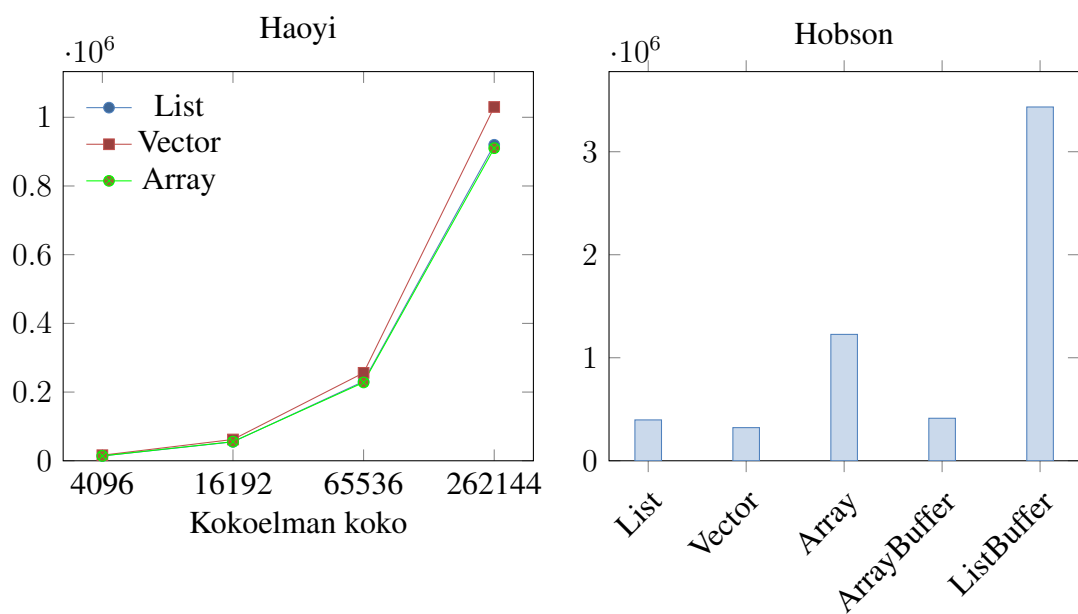 Haoyi
·10^6
List
Vector
Array
1
0.8
0.6
0.4
0.2
0
4096 16192 65536 262144
Kokoelman koko
Hobson
·10^6
3
2
1
0
List Vector Array ArrayBuffer ListBuffer